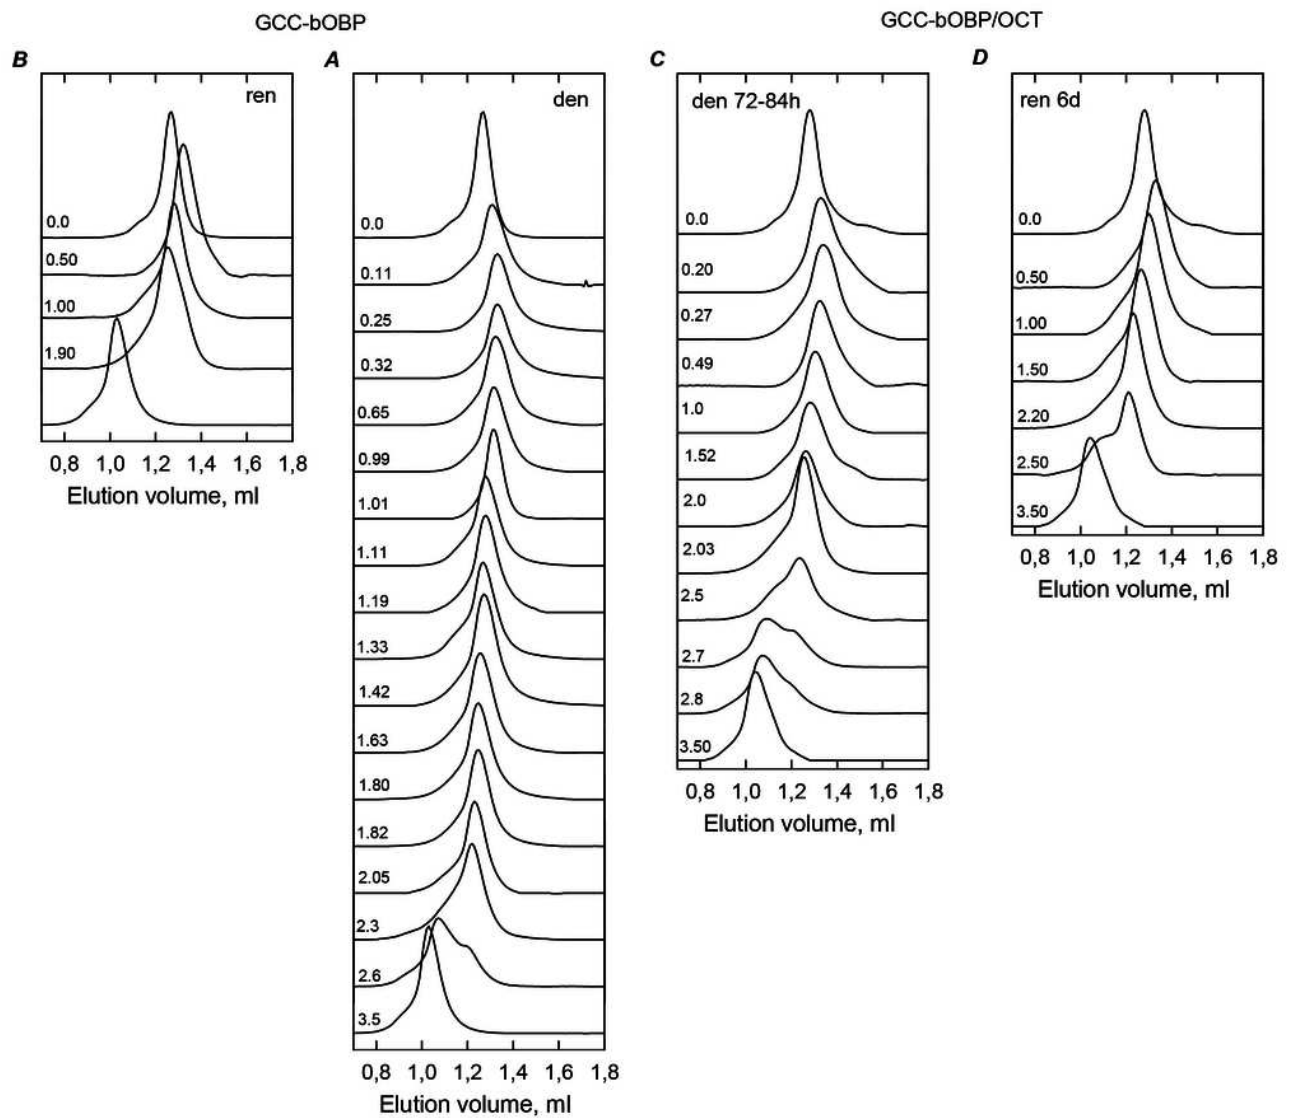 GCC-bOBP
GCC-bOBP/OCT
B
ren
0.0
0.50
1.00
1.90
0,8 1,0 1,2 1,4 1,6 1,8
Elution volume, ml
A
den
0.0
0.11
0.25
0.32
0.65
0.99
1.01
1.11
1.19
1.33
1.42
1.63
1.80
1.82
2.05
2.3
2.6
3.5
0,8 1,0 1,2 1,4 1,6 1,8
Elution volume, ml
C
den 72-84h
0.0
0.20
0.27
0.49
1.0
1.52
2.0
2.03
2.5
2.7
2.8
3.50
0,8 1,0 1,2 1,4 1,6 1,8
Elution volume, ml
D
ren 6d
0.0
0.50
1.00
1.50
2.20
2.50
3.50
0,8 1,0 1,2 1,4 1,6 1,8
Elution volume, ml